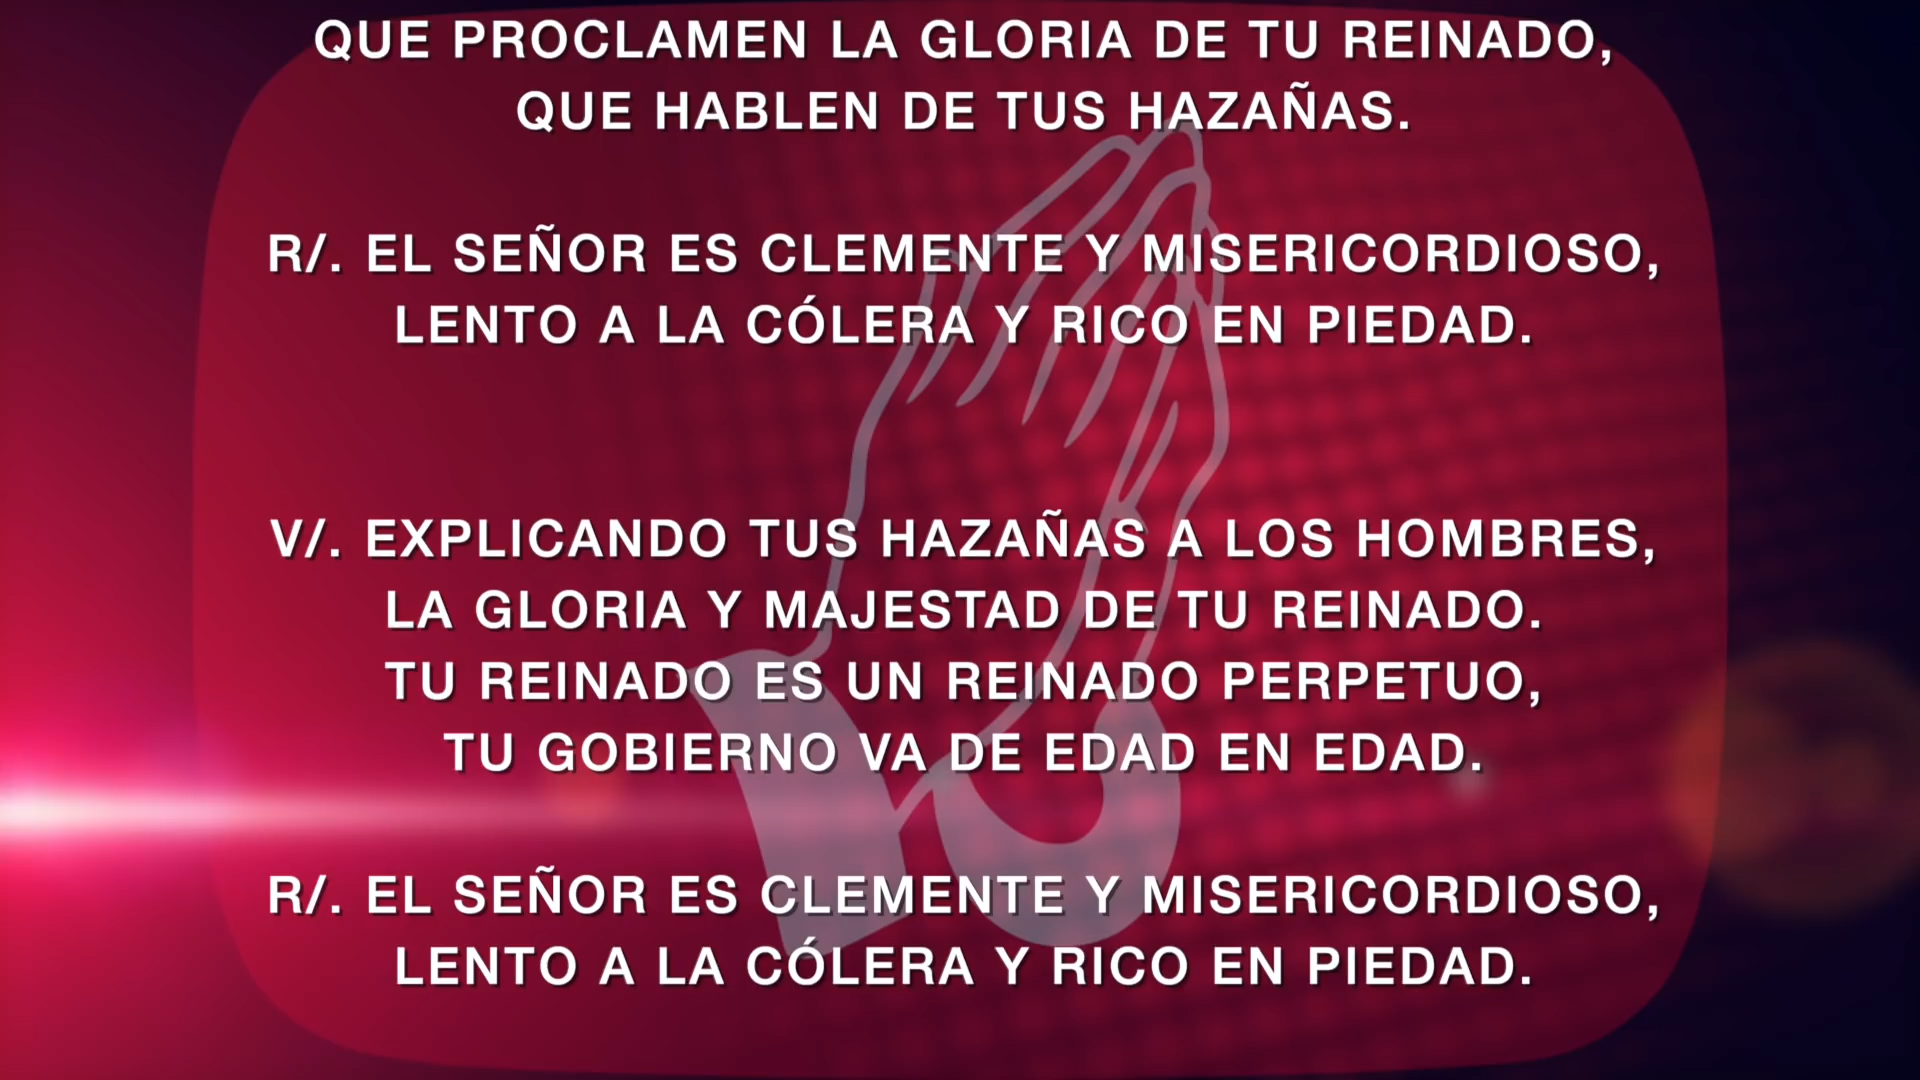 QUE PROCLAMEN LA GLORIA DE TU REINADO,
QUE HABLEN DE TUS HAZAÑAS.
R/. EL SEÑOR ES CLEMENTE Y MISERICORDIOSO,
LENTO A LA CÓLERA Y RICO EN PIEDAD.
V/. EXPLICANDO TUS HAZAÑAS A LOS HOMBRES,
LA GLORIA Y MAJESTAD DE TU REINADO.
TU REINADO ES UN REINADO PERPETUO,
TU GOBIERNO VA DE EDAD EN EDAD.
R/. EL SEÑOR ES CLEMENTE Y MISERICORDIOSO,
LENTO A LA CÓLERA Y RICO EN PIEDAD.